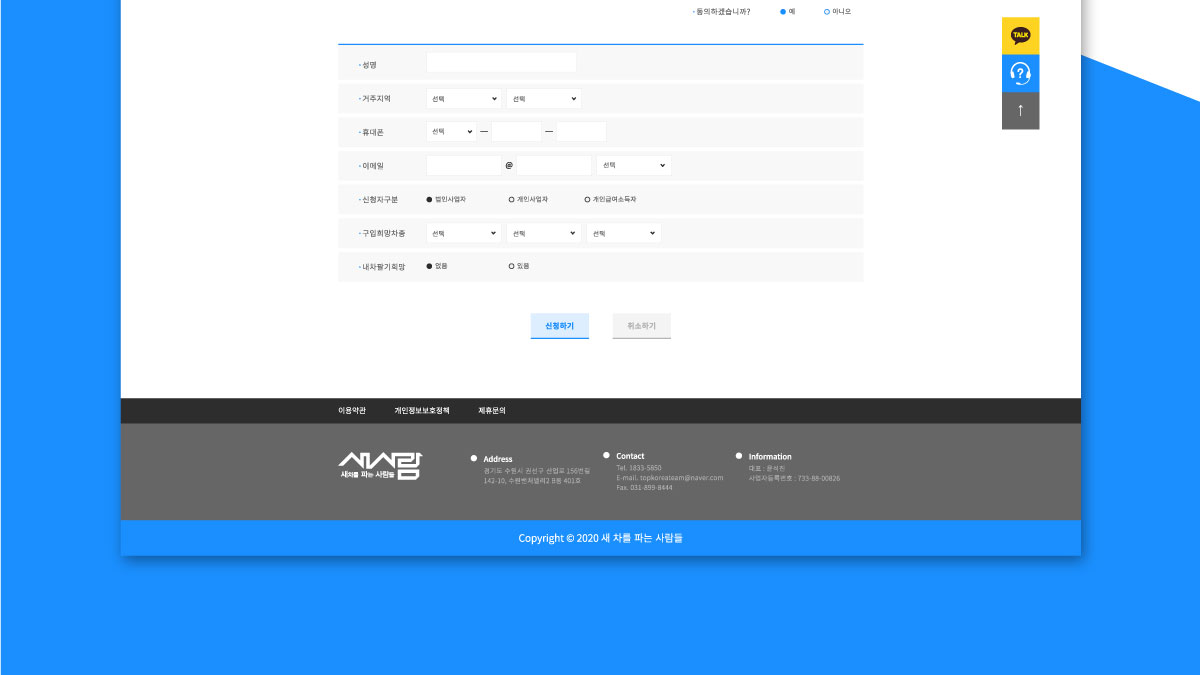 • 동의하겠습니까? 예 아니오
TALK
?
↑
• 성명
• 거주지역 선택 선택
• 휴대폰 선택 — —
• 이메일 @ 선택
• 신청자구분 법인사업자 개인사업자 개인급여소득자
• 구입희망차종 선택 선택 선택
• 내차팔기희망 없음 있음
신청하기 취소하기
이용약관 개인정보보호정책 제휴문의
새사람
새차를 파는 사람들
Address
경기도 수원시 권선구 산업로 156번길
142-10, 수원벤처밸리2 B동 401호
Contact
Tel. 1833-5850
E-mail. topkoreateam@naver.com
Fax. 031-899-8444
Information
대표 : 윤석진
사업자등록번호 : 733-88-00826
Copyright © 2020 새 차를 파는 사람들